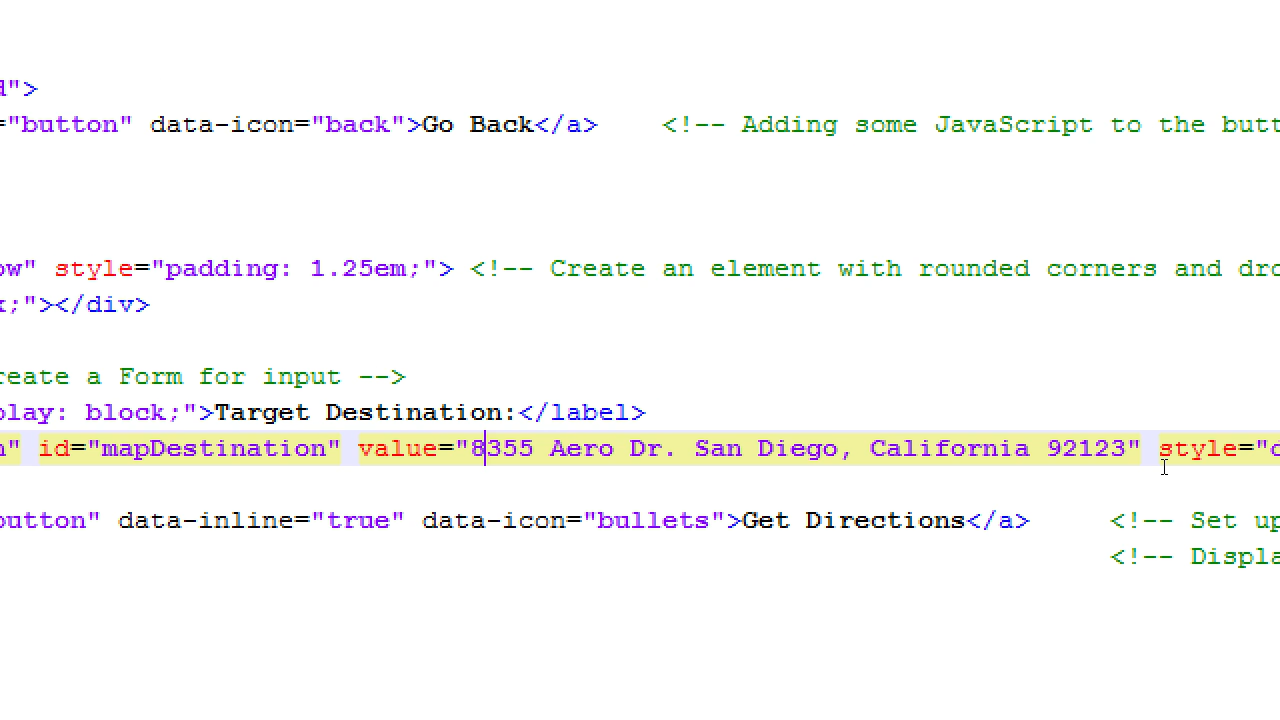 d">
="button" data-icon="back">Go Back</a> <!-- Adding some JavaScript to the butt
ow" style="padding: 1.25em;"> <!-- Create an element with rounded corners and dro
k;"></div>
reate a Form for input -->
play: block;">Target Destination:</label>
n" id="mapDestination" value="8355 Aero Dr. San Diego, California 92123" style="d
button" data-inline="true" data-icon="bullets">Get Directions</a> <!-- Set up
<!-- Displa